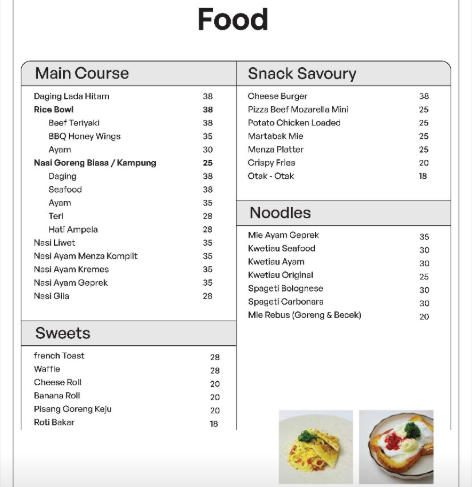 Food
Main Course
Daging Lada Hitam 38
Rice Bowl 38
Beef Teriyaki 38
BBQ Honey Wings 35
Ayam 30
Nasi Goreng Biasa / Kampung 25
Daging 38
Seafood 38
Ayam 35
Teri 28
Hati Ampela 28
Nasi Liwet 35
Nasi Ayam Menza Komplit 35
Nasi Ayam Kremes 35
Nasi Ayam Geprek 35
Nasi Gila 28
Sweets
french Toast 28
Waffle 28
Cheese Roll 20
Banana Roll 20
Pisang Goreng Keju 20
Roti Bakar 18
Snack Savoury
Cheese Burger 38
Pizza Beef Mozarella Mini 25
Potato Chicken Loaded 25
Martabak Mie 25
Menza Platter 25
Crispy Fries 20
Otak - Otak 18
Noodles
Mie Ayam Geprek 35
Kwetiau Seafood 30
Kwetiau Ayam 30
Kwetiau Original 25
Spageti Bolognese 30
Spageti Carbonara 30
Mie Rebus (Goreng & Becek) 20